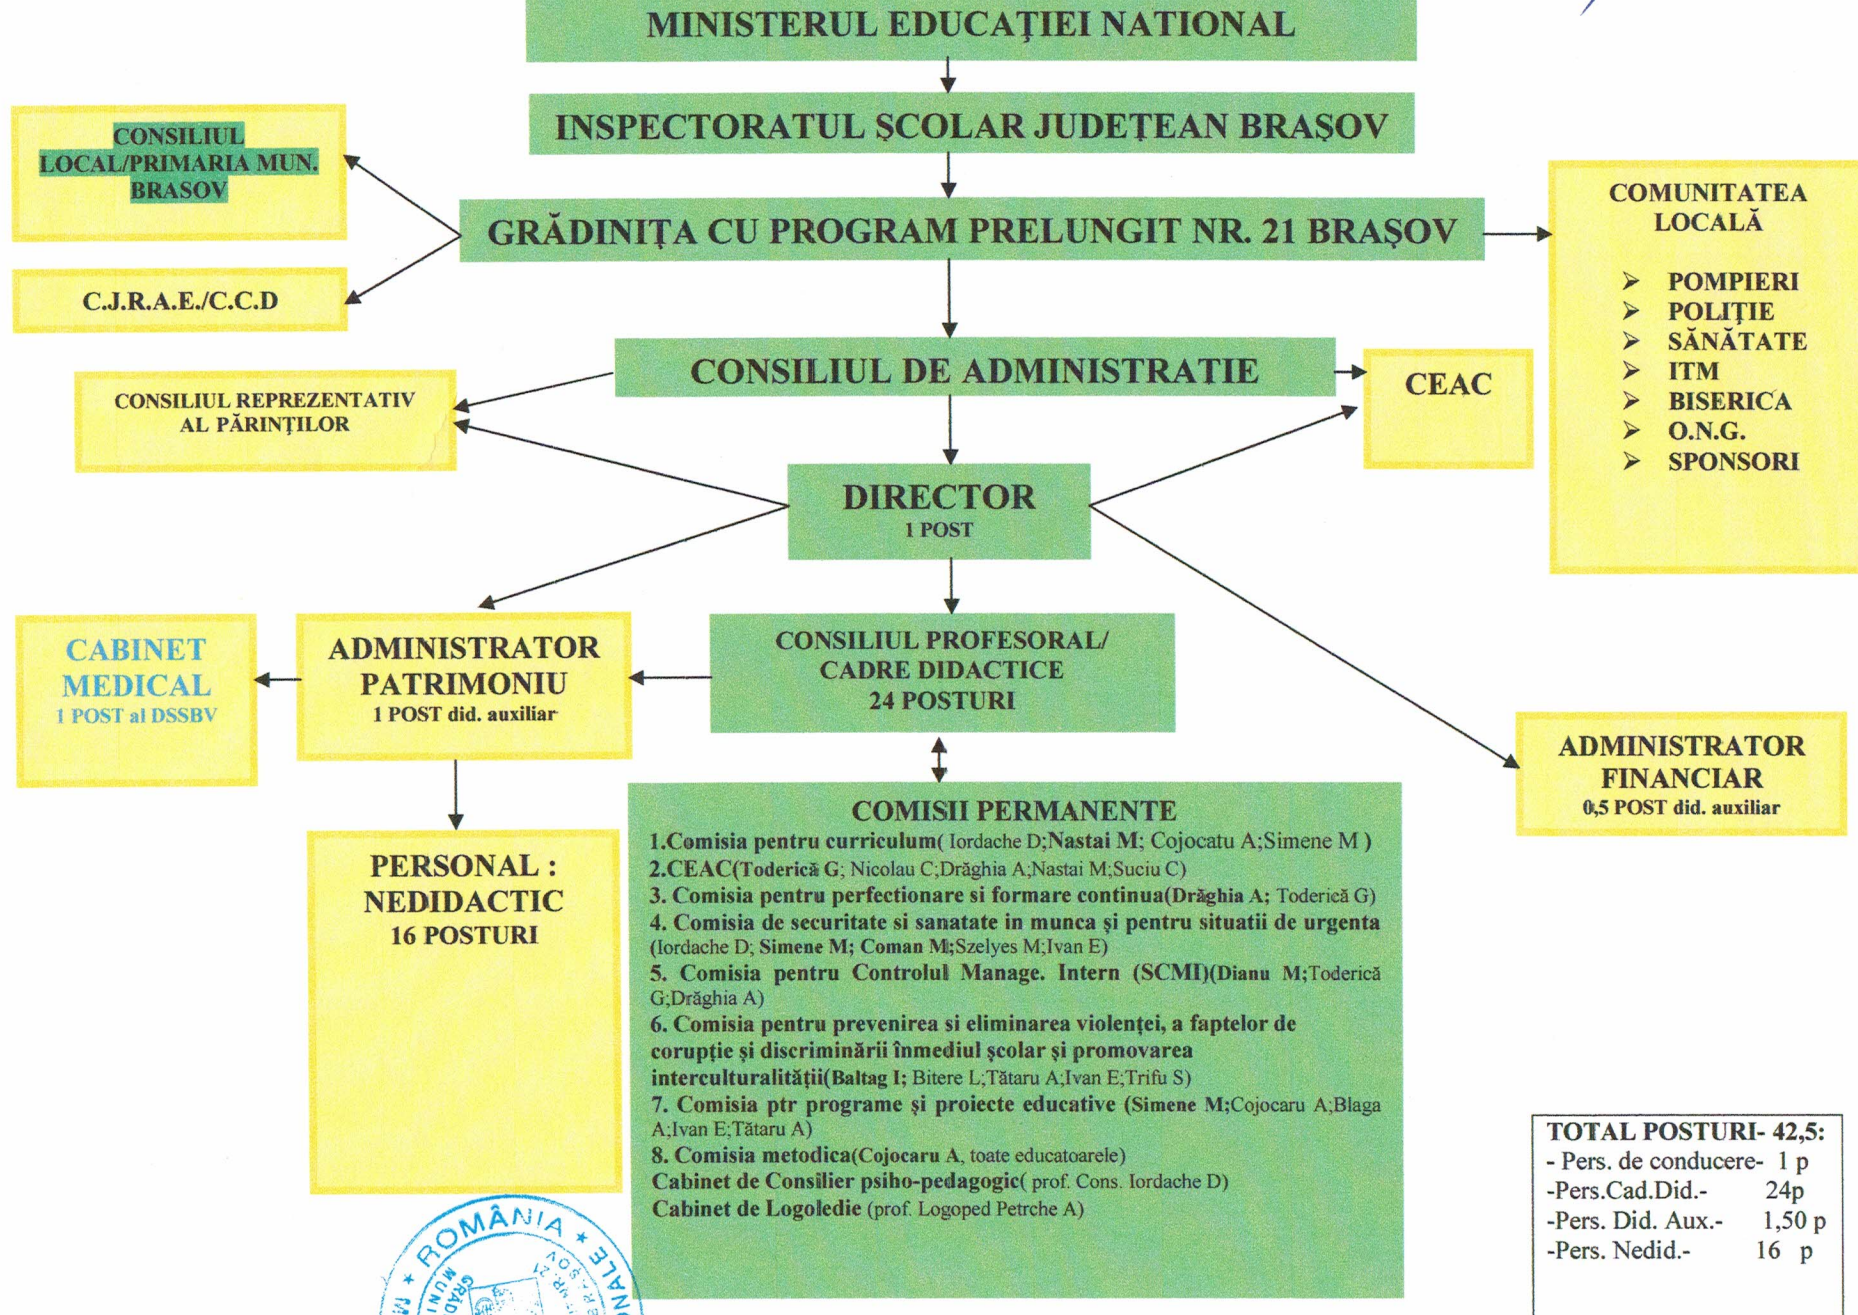 MINISTERUL EDUCAŢIEI NATIONAL
INSPECTORATUL ŞCOLAR JUDEŢEAN BRAŞOV
CONSILIUL
LOCAL/PRIMARIA MUN.
BRASOV
GRĂDINIŢA CU PROGRAM PRELUNGIT NR. 21 BRAŞOV
C.J.R.A.E./C.C.D
COMUNITATEA
LOCALĂ
➢ POMPIERI
➢ POLIŢIE
➢ SĂNĂTATE
➢ ITM
➢ BISERICA
➢ O.N.G.
➢ SPONSORI
CONSILIUL DE ADMINISTRATIE
CEAC
CONSILIUL REPREZENTATIV
AL PĂRINŢILOR
DIRECTOR
1 POST
CABINET
MEDICAL
1 POST al DSSBV
ADMINISTRATOR
PATRIMONIU
1 POST did. auxiliar
CONSILIUL PROFESORAL/
CADRE DIDACTICE
24 POSTURI
ADMINISTRATOR
FINANCIAR
0,5 POST did. auxiliar
PERSONAL :
NEDIDACTIC
16 POSTURI
COMISII PERMANENTE
1.Comisia pentru curriculum( Iordache D;Nastai M; Cojocatu A;Simene M )
2.CEAC(Toderică G; Nicolau C;Drăghia A;Nastai M;Suciu C)
3. Comisia pentru perfectionare si formare continua(Drăghia A; Toderică G)
4. Comisia de securitate si sanatate in munca şi pentru situatii de urgenta
(Iordache D; Simene M; Coman M;Szelyes M;Ivan E)
5. Comisia pentru Controlul Manage. Intern (SCMI)(Dianu M;Toderică
G;Drăghia A)
6. Comisia pentru prevenirea si eliminarea violenţei, a faptelor de
corupţie şi discriminării înmediul şcolar şi promovarea
interculturalităţii(Baltag I; Bitere L;Tătaru A;Ivan E;Trifu S)
7. Comisia ptr programe şi proiecte educative (Simene M;Cojocaru A;Blaga
A;Ivan E;Tătaru A)
8. Comisia metodica(Cojocaru A, toate educatoarele)
Cabinet de Consilier psiho-pedagogic( prof. Cons. Iordache D)
Cabinet de Logoledie (prof. Logoped Petrche A)
TOTAL POSTURI- 42,5:
- Pers. de conducere- 1 p
-Pers.Cad.Did.- 24p
-Pers. Did. Aux.- 1,50 p
-Pers. Nedid.- 16 p
ROMÂNIA
NR. 21